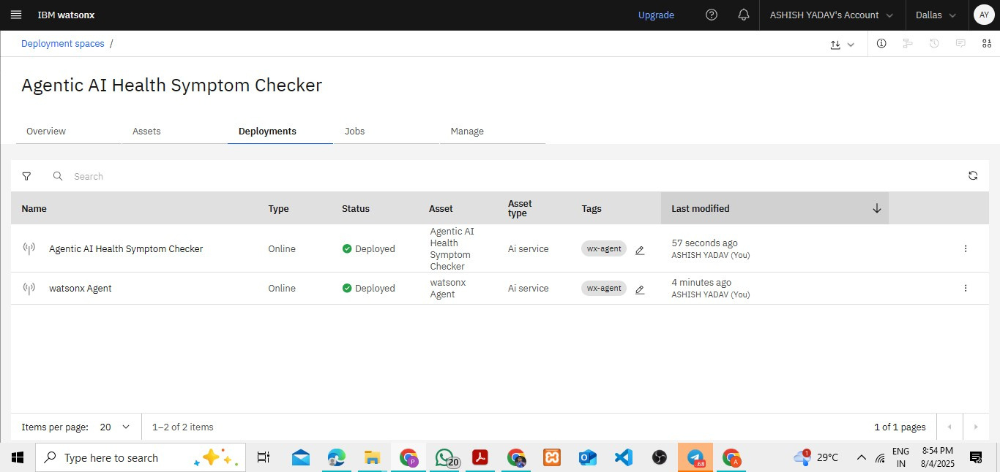 IBM watsonx
Upgrade
ASHISH YADAV's Account
Dallas
AY
Deployment spaces /
Agentic AI Health Symptom Checker
Overview
Assets
Deployments
Jobs
Manage
Search
Name
Type
Status
Asset
Asset
type
Tags
Last modified
Agentic AI Health Symptom Checker
Online
Deployed
Agentic AI
Health
Symptom
Checker
Ai service
wx-agent
57 seconds ago
ASHISH YADAV (You)
watsonx Agent
Online
Deployed
watsonx
Agent
Ai service
wx-agent
4 minutes ago
ASHISH YADAV (You)
Items per page: 20
1–2 of 2 items
1 of 1 pages
Type here to search
P
20
.68
A
1
29°C
ENG
IN
8:54 PM
8/4/2025